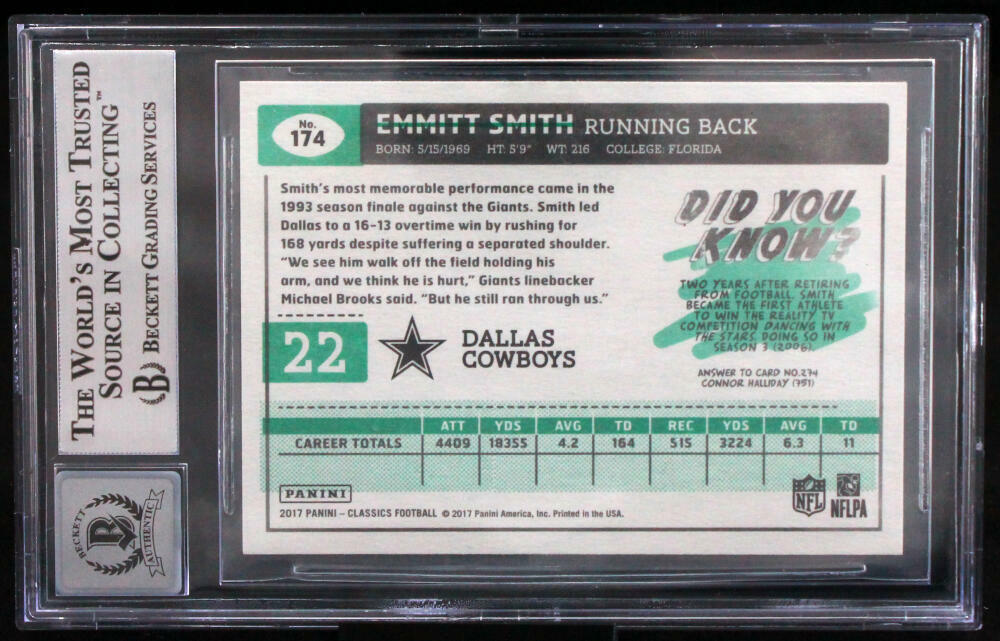 THE WORLD'S MOST TRUSTED
SOURCE IN COLLECTING™
BECKETT GRADING SERVICES
B
BECKETT
B
AUTHENTIC
No.
174
EMMITT SMITH RUNNING BACK
BORN: 5/15/1969 HT: 5'9" WT: 216 COLLEGE: FLORIDA
Smith's most memorable performance came in the
1993 season finale against the Giants. Smith led
Dallas to a 16-13 overtime win by rushing for
168 yards despite suffering a separated shoulder.
"We see him walk off the field holding his
arm, and we think he is hurt," Giants linebacker
Michael Brooks said. "But he still ran through us."
DID YOU
KNOW?
TWO YEARS AFTER RETIRING
FROM FOOTBALL, SMITH
BECAME THE FIRST ATHLETE
TO WIN THE REALITY TV
COMPETITION DANCING WITH
THE STARS, DOING SO IN
SEASON 3 (2006).
ANSWER TO CARD NO.274
CONNOR HALLIDAY (751)
22
DALLAS
COWBOYS
ATT YDS AVG TD REC YDS AVG TD
CAREER TOTALS 4409 18355 4.2 164 515 3224 6.3 11
PANINI
2017 PANINI – CLASSICS FOOTBALL © 2017 Panini America, Inc. Printed in the USA.
NFL
NFLPA